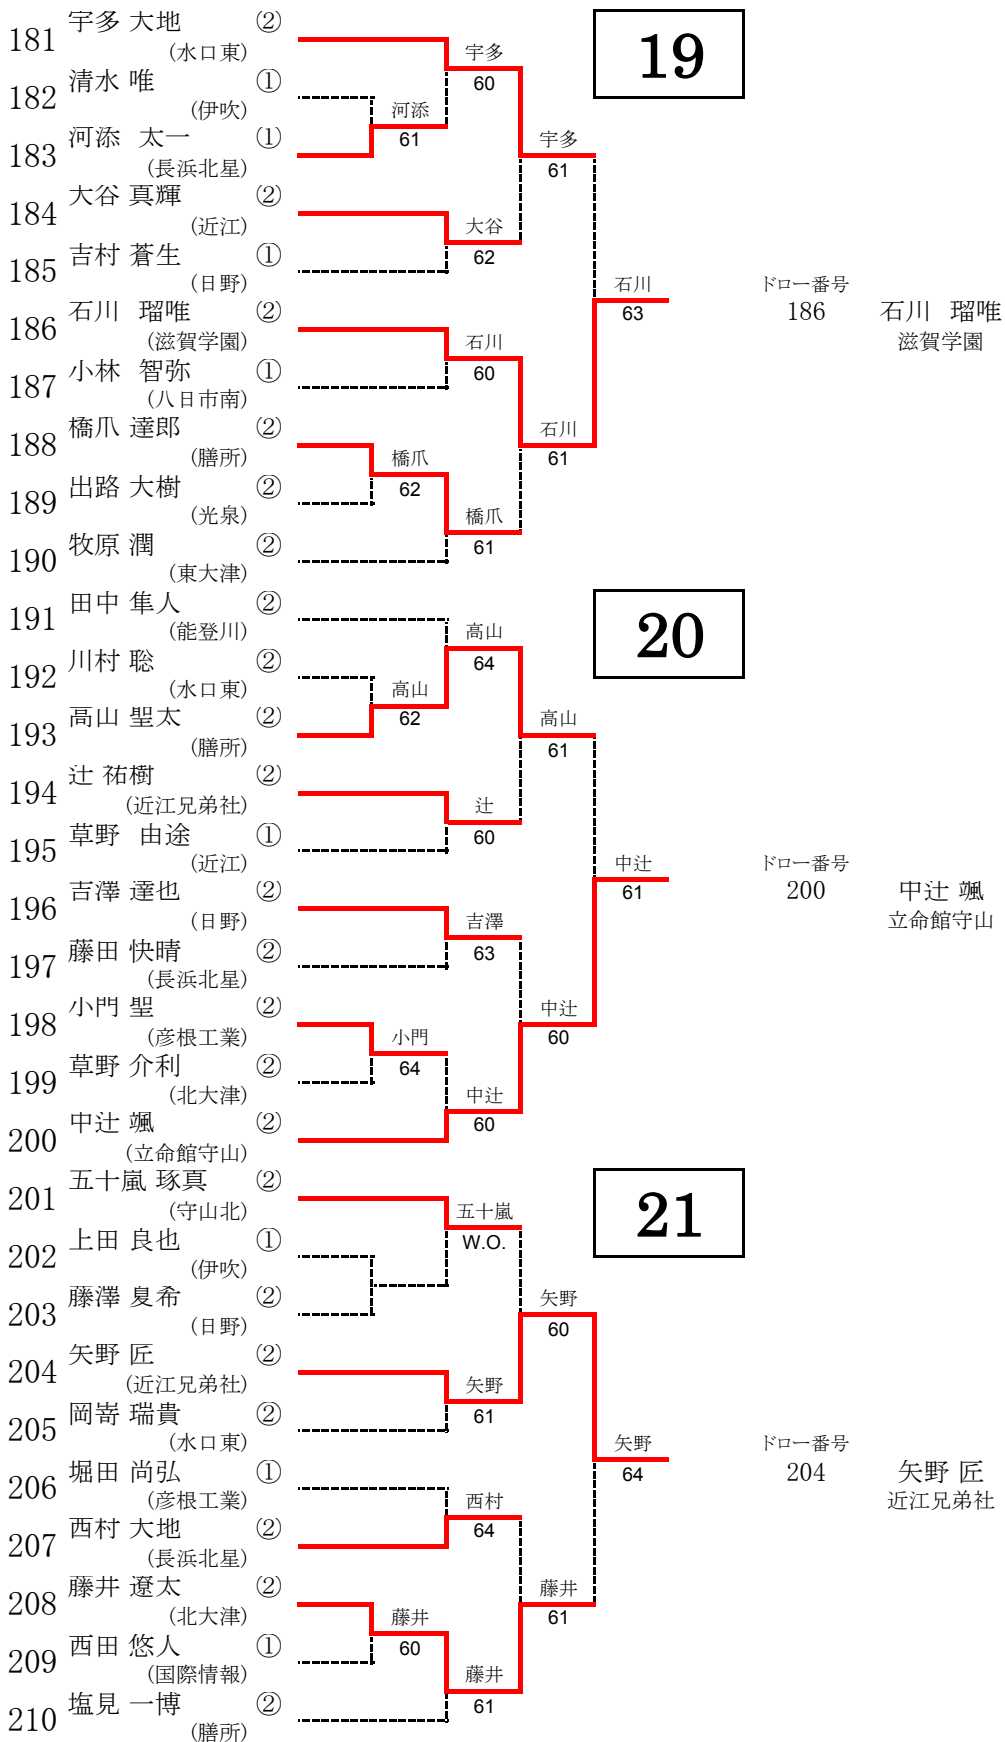 宇多 大地 ②
181
(水口東)
宇多
60
19
清水 唯 ①
182
(伊吹)
河添
61
河添 太一 ①
183
(長浜北星)
宇多
61
大谷 真輝 ②
184
(近江)
大谷
62
吉村 蒼生 ①
185
(日野)
石川
63
ドロー番号
186 石川 瑠唯
滋賀学園
石川 瑠唯 ②
186
(滋賀学園)
石川
60
小林 智弥 ①
187
(八日市南)
橋爪 達郎 ②
188
(膳所)
石川
61
橋爪
62
出路 大樹 ②
189
(光泉)
橋爪
61
牧原 潤 ②
190
(東大津)
田中 隼人 ②
191
(能登川)
高山
64
20
川村 聡 ②
192
(水口東)
高山
62
高山 聖太 ②
193
(膳所)
高山
61
辻 祐樹 ②
194
(近江兄弟社)
辻
60
草野 由途 ①
195
(近江)
中辻
61
ドロー番号
200 中辻 颯
立命館守山
吉澤 達也 ②
196
(日野)
吉澤
63
藤田 快晴 ②
197
(長浜北星)
小門 聖 ②
198
(彦根工業)
中辻
60
小門
64
草野 介利 ②
199
(北大津)
中辻
60
中辻 颯 ②
200
(立命館守山)
五十嵐 琢真 ②
201
(守山北)
五十嵐
W.O.
21
上田 良也 ①
202
(伊吹)
藤澤 夏希 ②
203
(日野)
矢野
60
矢野 匠 ②
204
(近江兄弟社)
矢野
61
岡嵜 瑞貴 ②
205
(水口東)
矢野
64
ドロー番号
204 矢野 匠
近江兄弟社
堀田 尚弘 ①
206
(彦根工業)
西村
64
西村 大地 ②
207
(長浜北星)
藤井 遼太 ②
208
(北大津)
藤井
61
藤井
60
西田 悠人 ①
209
(国際情報)
藤井
61
塩見 一博 ②
210
(膳所)